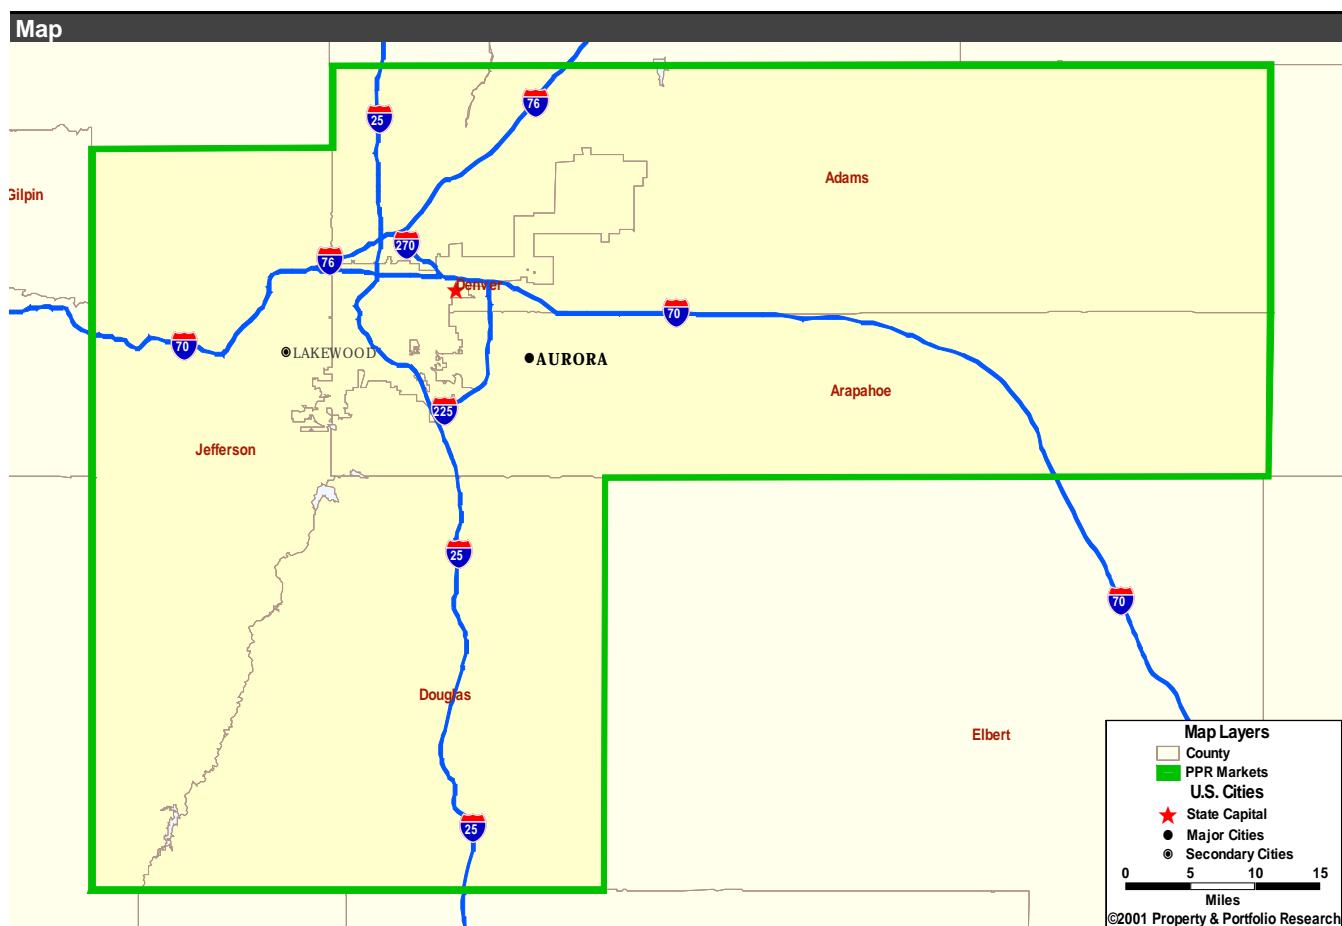 Map
25
76
Adams
Gilpin
270
76
Denver
70
70
LAKEWOOD
AURORA
Arapahoe
225
Jefferson
25
70
Douglas
Elbert
25
Map Layers
County
PPR Markets
U.S. Cities
State Capital
Major Cities
Secondary Cities
0 5 10 15
Miles
©2001 Property & Portfolio Research